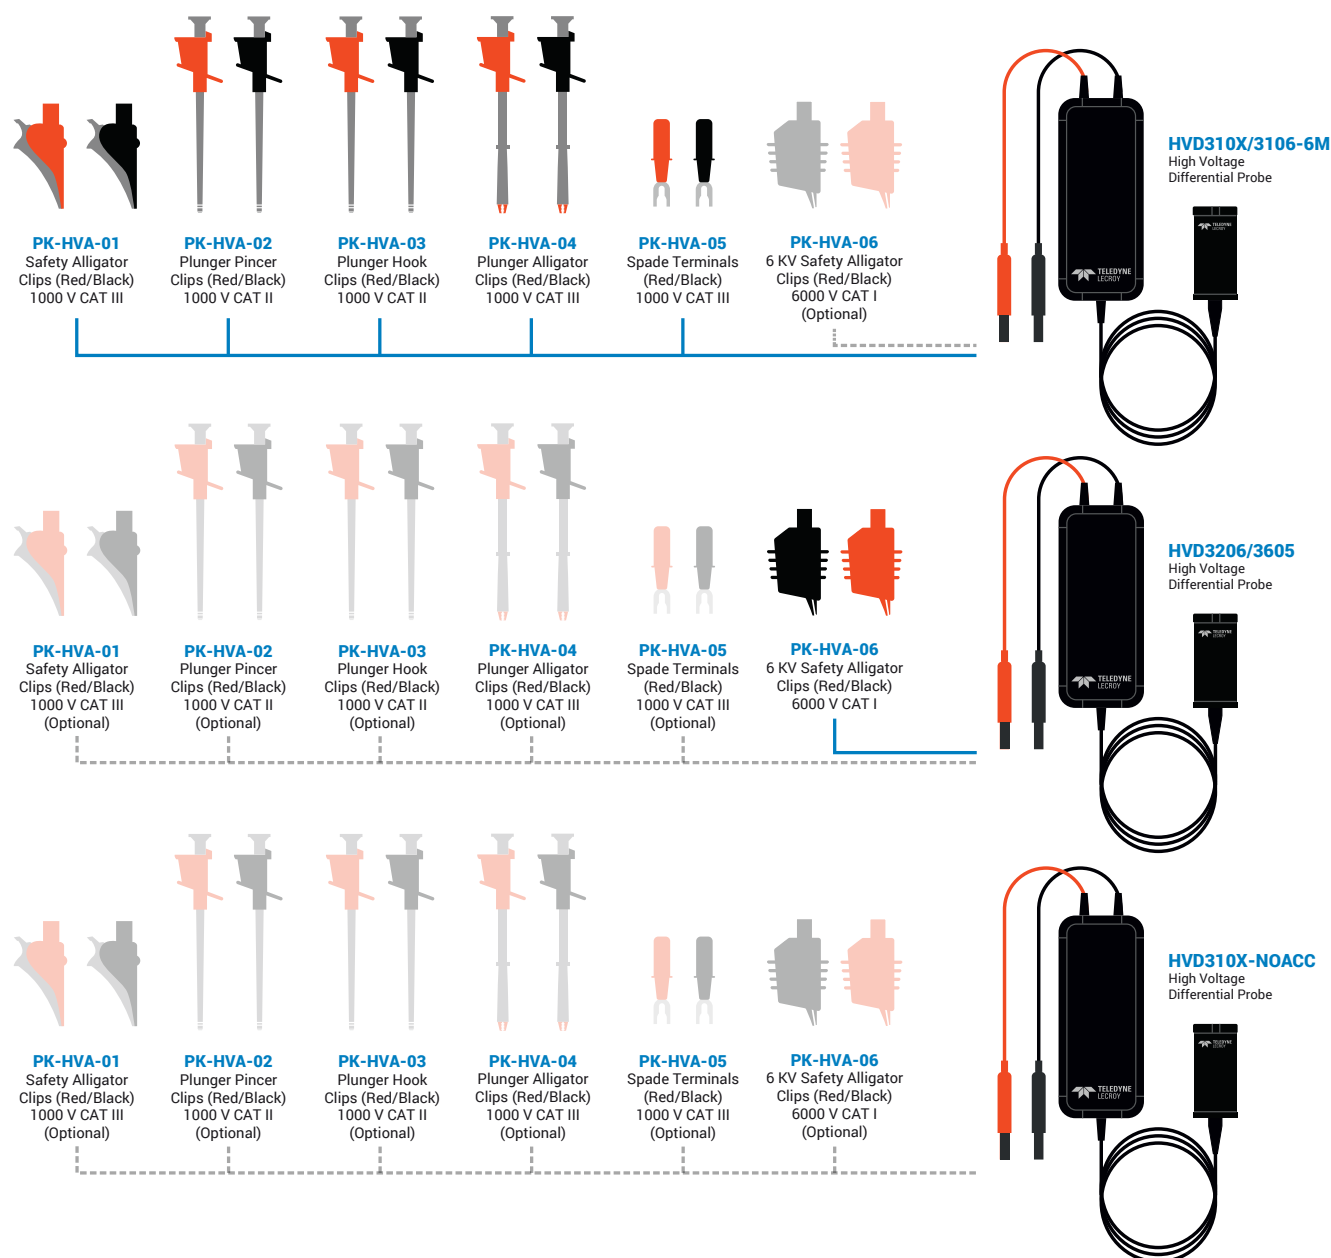 PK-HVA-01
Safety Alligator
Clips (Red/Black)
1000 V CAT III
PK-HVA-02
Plunger Pincer
Clips (Red/Black)
1000 V CAT II
PK-HVA-03
Plunger Hook
Clips (Red/Black)
1000 V CAT II
PK-HVA-04
Plunger Alligator
Clips (Red/Black)
1000 V CAT III
PK-HVA-05
Spade Terminals
(Red/Black)
1000 V CAT III
PK-HVA-06
6 KV Safety Alligator
Clips (Red/Black)
6000 V CAT I
(Optional)
TELEDYNE
LECROY
HVD310X/3106-6M
High Voltage
Differential Probe
TELEDYNE
LECROY
PK-HVA-01
Safety Alligator
Clips (Red/Black)
1000 V CAT III
(Optional)
PK-HVA-02
Plunger Pincer
Clips (Red/Black)
1000 V CAT II
(Optional)
PK-HVA-03
Plunger Hook
Clips (Red/Black)
1000 V CAT II
(Optional)
PK-HVA-04
Plunger Alligator
Clips (Red/Black)
1000 V CAT III
(Optional)
PK-HVA-05
Spade Terminals
(Red/Black)
1000 V CAT III
(Optional)
PK-HVA-06
6 KV Safety Alligator
Clips (Red/Black)
6000 V CAT I
TELEDYNE
LECROY
HVD3206/3605
High Voltage
Differential Probe
TELEDYNE
LECROY
PK-HVA-01
Safety Alligator
Clips (Red/Black)
1000 V CAT III
(Optional)
PK-HVA-02
Plunger Pincer
Clips (Red/Black)
1000 V CAT II
(Optional)
PK-HVA-03
Plunger Hook
Clips (Red/Black)
1000 V CAT II
(Optional)
PK-HVA-04
Plunger Alligator
Clips (Red/Black)
1000 V CAT III
(Optional)
PK-HVA-05
Spade Terminals
(Red/Black)
1000 V CAT III
(Optional)
PK-HVA-06
6 KV Safety Alligator
Clips (Red/Black)
6000 V CAT I
(Optional)
TELEDYNE
LECROY
HVD310X-NOACC
High Voltage
Differential Probe
TELEDYNE
LECROY